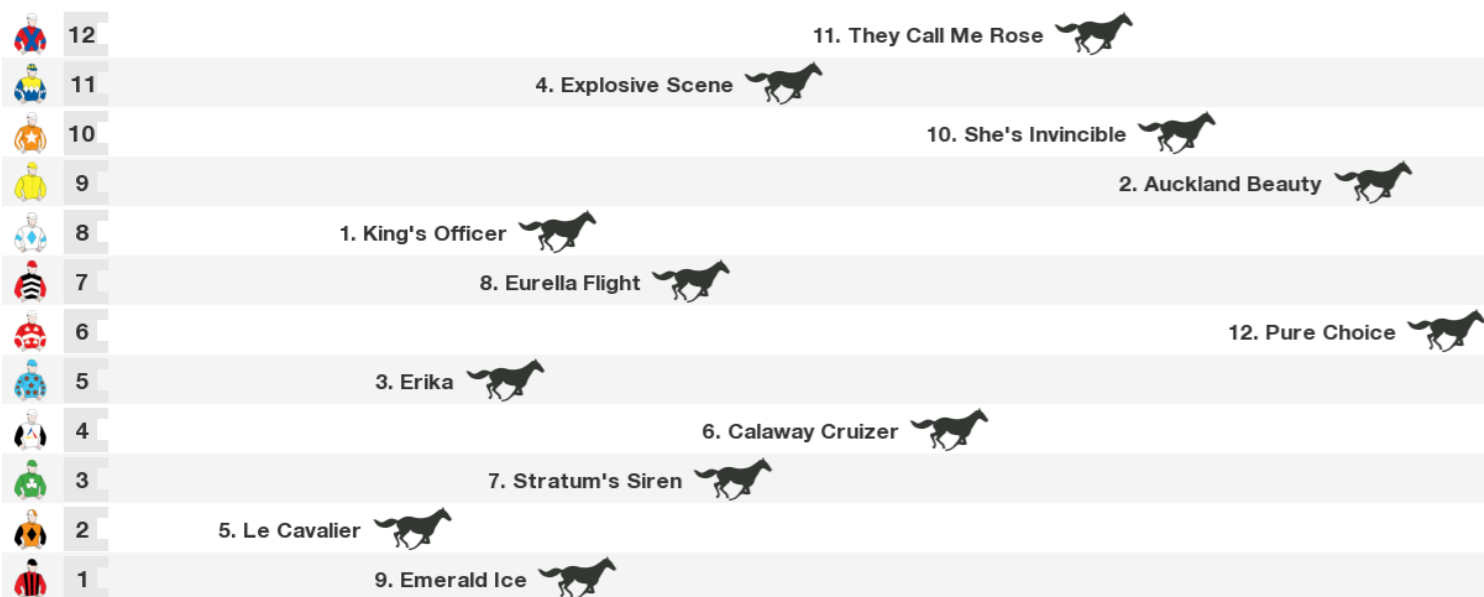 12 11. They Call Me Rose
11 4. Explosive Scene
10 10. She's Invincible
9 2. Auckland Beauty
8 1. King's Officer
7 8. Eurella Flight
6 12. Pure Choice
5 3. Erika
4 6. Calaway Cruizer
3 7. Stratum's Siren
2 5. Le Cavalier
1 9. Emerald Ice